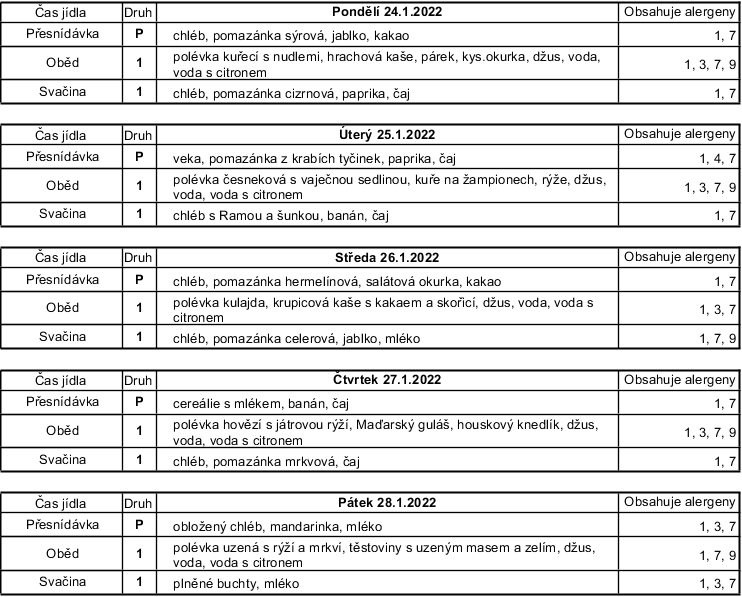 Čas jídla Druh Pondělí 24.1.2022 Obsahuje alergeny
Přesnídávka P chléb, pomazánka sýrová, jablko, kakao 1, 7
Oběd 1 polévka kuřecí s nudlemi, hrachová kaše, párek, kys.okurka, džus, voda, 1, 3, 7, 9
voda s citronem
Svačina 1 chléb, pomazánka cizrnová, paprika, čaj 1, 7
Čas jídla Druh Úterý 25.1.2022 Obsahuje alergeny
Přesnídávka P veka, pomazánka z krabích tyčinek, paprika, čaj 1, 4, 7
Oběd 1 polévka česneková s vaječnou sedlinou, kuře na žampionech, rýže, džus, 1, 3, 7, 9
voda, voda s citronem
Svačina 1 chléb s Ramou a šunkou, banán, čaj 1, 7
Čas jídla Druh Středa 26.1.2022 Obsahuje alergeny
Přesnídávka P chléb, pomazánka hermelínová, salátová okurka, kakao 1, 7
Oběd 1 polévka kulajda, krupicová kaše s kakaem a skořicí, džus, voda, voda s 1, 3, 7
citronem
Svačina 1 chléb, pomazánka celerová, jablko, mléko 1, 7, 9
Čas jídla Druh Čtvrtek 27.1.2022 Obsahuje alergeny
Přesnídávka P cereálie s mlékem, banán, čaj 1, 7
Oběd 1 polévka hovězí s játrovou rýží, Maďarský guláš, houskový knedlík, džus, 1, 3, 7, 9
voda, voda s citronem
Svačina 1 chléb, pomazánka mrkvová, čaj 1, 7
Čas jídla Druh Pátek 28.1.2022 Obsahuje alergeny
Přesnídávka P obložený chléb, mandarinka, mléko 1, 3, 7
Oběd 1 polévka uzená s rýží a mrkví, těstoviny s uzeným masem a zelím, džus, 1, 7, 9
voda, voda s citronem
Svačina 1 plněné buchty, mléko 1, 3, 7